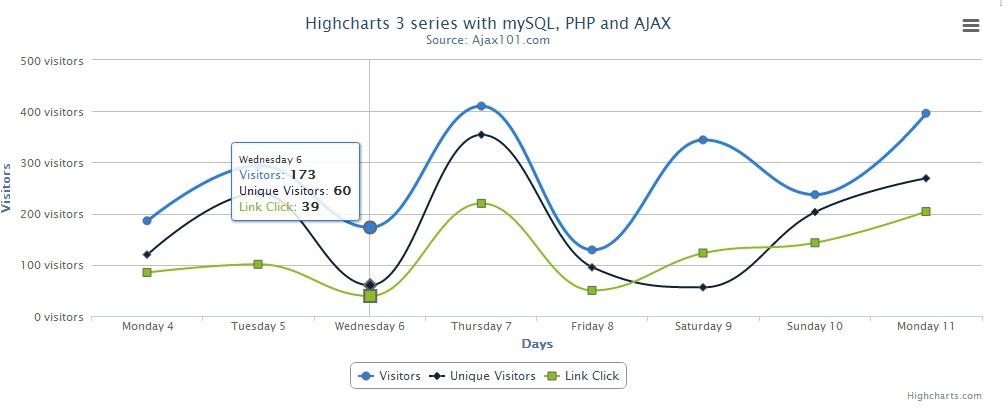 Highcharts 3 series with mySQL, PHP and AJAX
Source: Ajax101.com
Visitors
500 visitors
400 visitors
300 visitors
200 visitors
100 visitors
0 visitors
Wednesday 6
Visitors: 173
Unique Visitors: 60
Link Click: 39
Monday 4 Tuesday 5 Wednesday 6 Thursday 7 Friday 8 Saturday 9 Sunday 10 Monday 11
Days
Visitors Unique Visitors Link Click
Highcharts.com